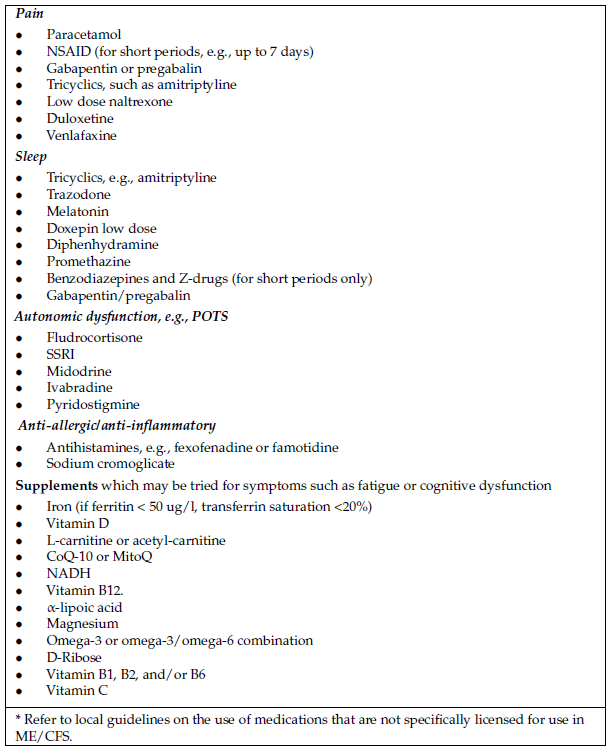 Pain
● Paracetamol
● NSAID (for short periods, e.g., up to 7 days)
● Gabapentin or pregabalin
● Tricyclics, such as amitriptyline
● Low dose naltrexone
● Duloxetine
● Venlafaxine
Sleep
● Tricyclics, e.g., amitriptyline
● Trazodone
● Melatonin
● Doxepin low dose
● Diphenhydramine
● Promethazine
● Benzodiazepines and Z-drugs (for short periods only)
● Gabapentin/pregabalin
Autonomic dysfunction, e.g., POTS
● Fludrocortisone
● SSRI
● Midodrine
● Ivabradine
● Pyridostigmine
Anti-allergic/anti-inflammatory
● Antihistamines, e.g., fexofenadine or famotidine
● Sodium cromoglicate
Supplements which may be tried for symptoms such as fatigue or cognitive dysfunction
● Iron (if ferritin < 50 ug/l, transferrin saturation <20%)
● Vitamin D
● L-carnitine or acetyl-carnitine
● CoQ-10 or MitoQ
● NADH
● Vitamin B12.
● α-lipoic acid
● Magnesium
● Omega-3 or omega-3/omega-6 combination
● D-Ribose
● Vitamin B1, B2, and/or B6
● Vitamin C
* Refer to local guidelines on the use of medications that are not specifically licensed for use in
ME/CFS.